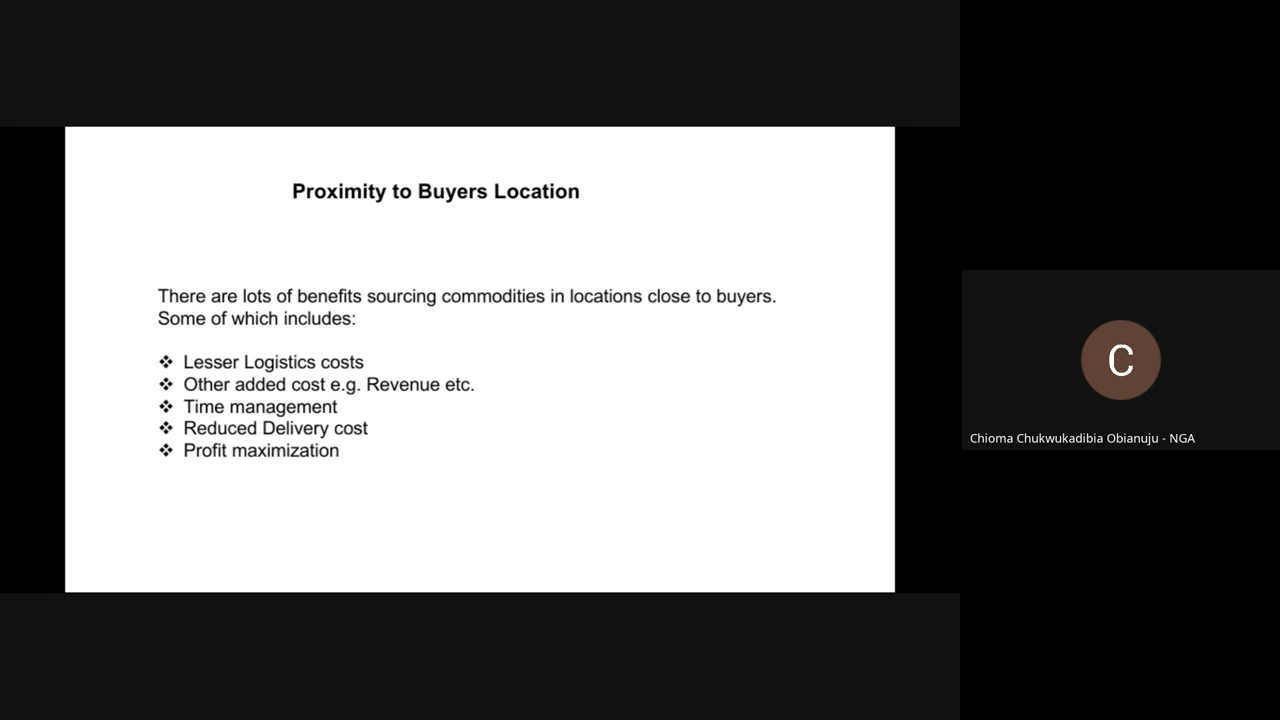 Proximity to Buyers Location
There are lots of benefits sourcing commodities in locations close to buyers.
Some of which includes:
❖ Lesser Logistics costs
❖ Other added cost e.g. Revenue etc.
❖ Time management
❖ Reduced Delivery cost
❖ Profit maximization
C
Chioma Chukwukadibia Obianuju - NGA